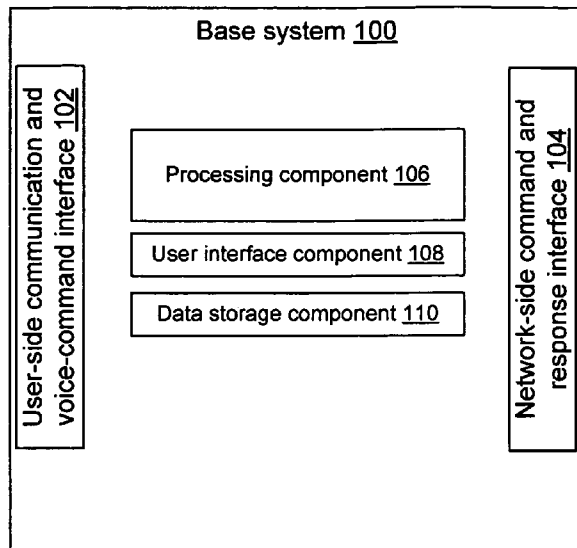 Base system 100
User-side communication and
voice-command interface 102
Processing component 106
User interface component 108
Data storage component 110
Network-side command and
response interface 104